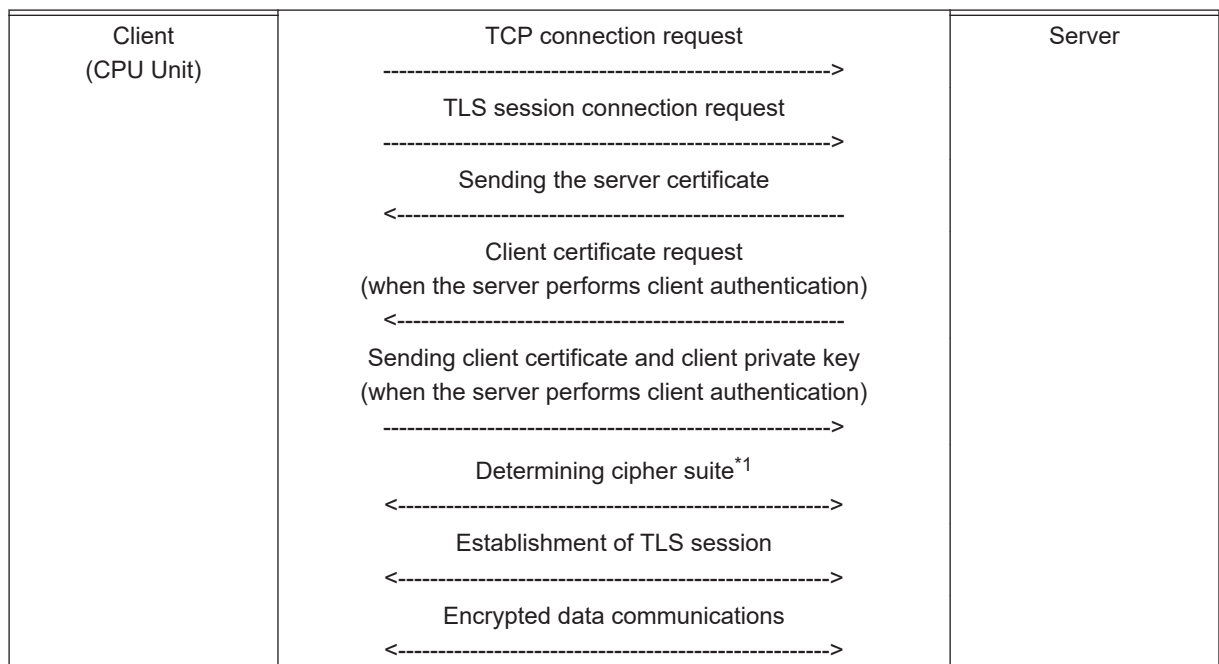 Client
(CPU Unit)
TCP connection request
-------------------------------------------------------->
TLS session connection request
-------------------------------------------------------->
Sending the server certificate
<--------------------------------------------------------
Client certificate request
(when the server performs client authentication)
<--------------------------------------------------------
Sending client certificate and client private key
(when the server performs client authentication)
-------------------------------------------------------->
Determining cipher suite*1
<------------------------------------------------------>
Establishment of TLS session
<------------------------------------------------------>
Encrypted data communications
<------------------------------------------------------>
Server